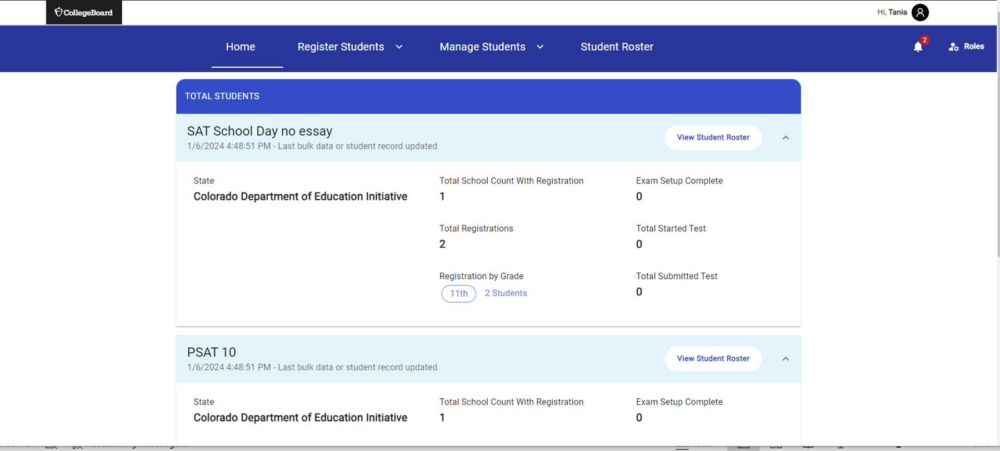 CollegeBoard
Hi, Tania
Home Register Students Manage Students Student Roster 2 Roles
TOTAL STUDENTS
SAT School Day no essay
1/6/2024 4:48:51 PM - Last bulk data or student record updated
View Student Roster
State
Colorado Department of Education Initiative
Total School Count With Registration
1
Exam Setup Complete
0
Total Registrations
2
Total Started Test
0
Registration by Grade
11th 2 Students
Total Submitted Test
0
PSAT 10
1/6/2024 4:48:51 PM - Last bulk data or student record updated
View Student Roster
State
Colorado Department of Education Initiative
Total School Count With Registration
1
Exam Setup Complete
0